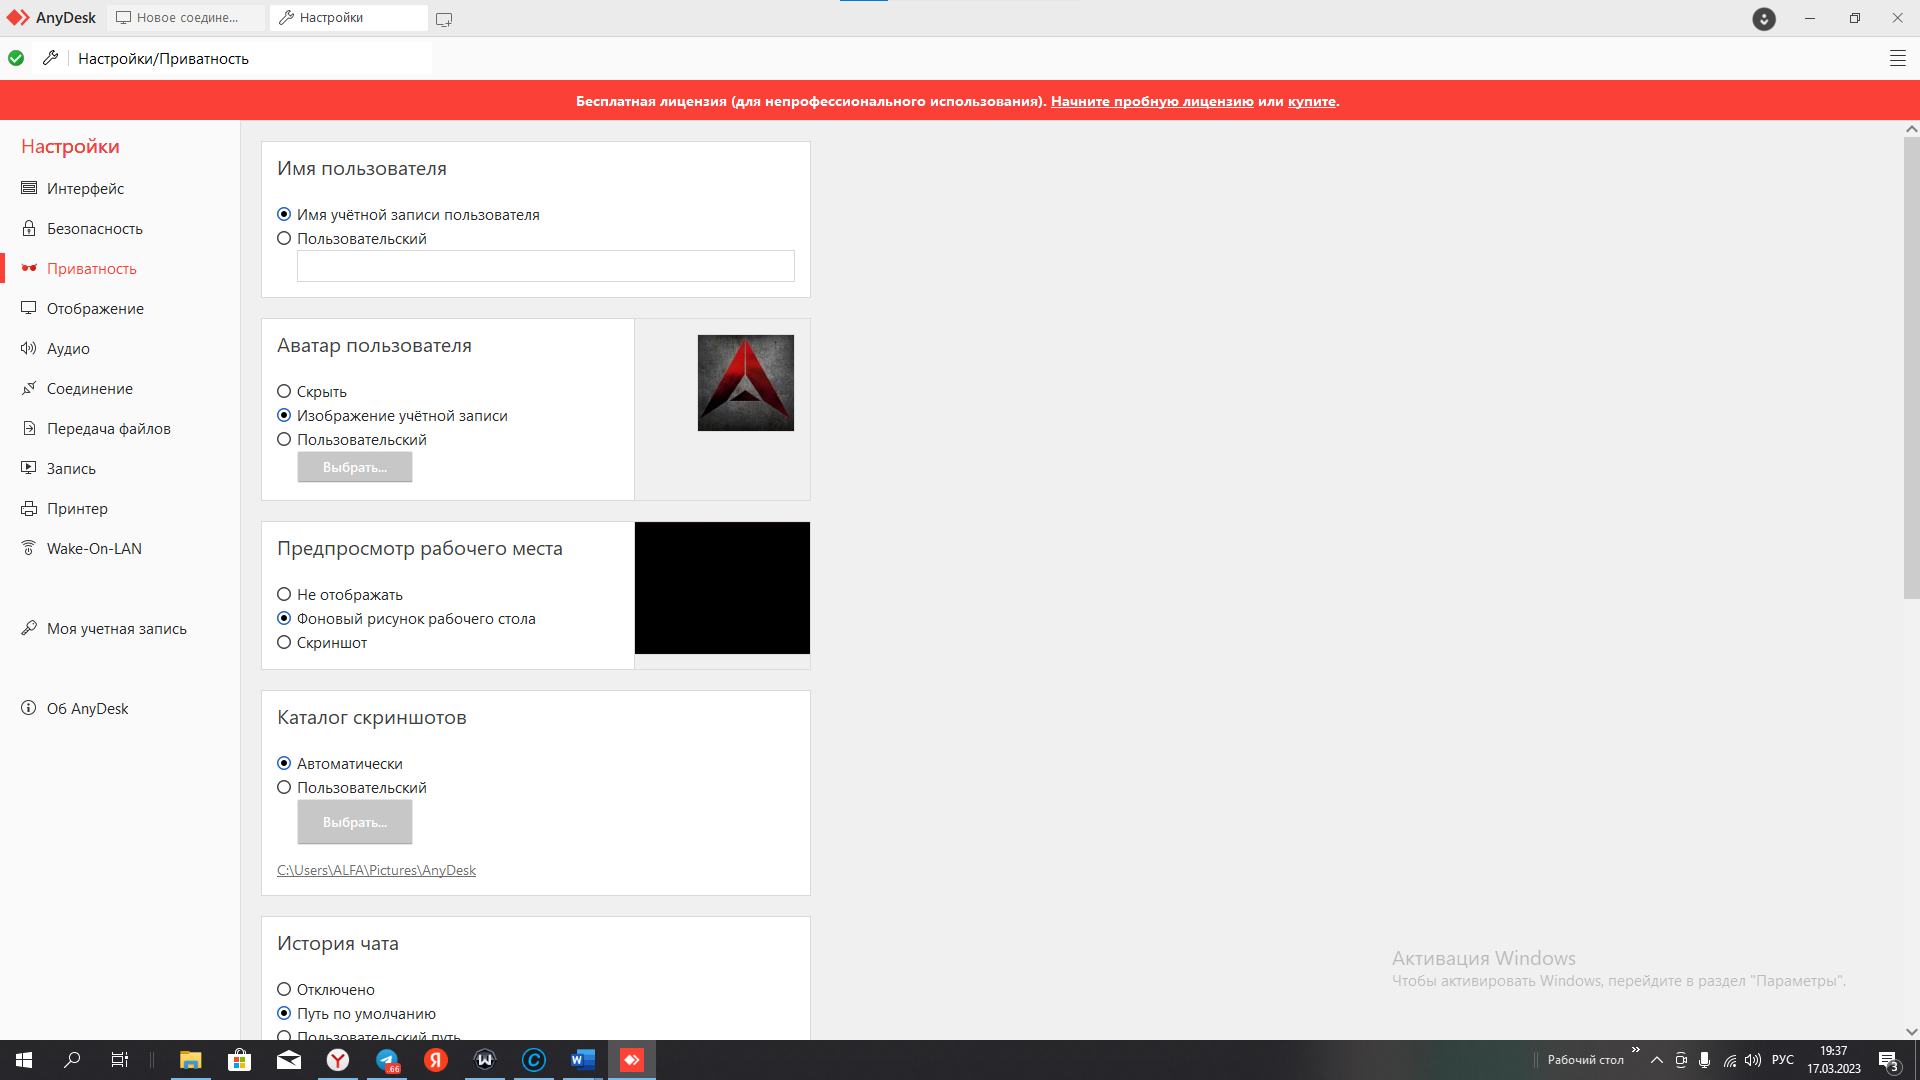 AnyDesk
Новое соедине...
Настройки
Настройки/Приватность
Бесплатная лицензия (для непрофессионального использования). Начните пробную лицензию или купите.
Настройки
Интерфейс
Безопасность
Приватность
Отображение
Аудио
Соединение
Передача файлов
Запись
Принтер
Wake-On-LAN
Моя учетная запись
Об AnyDesk
Имя пользователя
Имя учётной записи пользователя
Пользовательский
Аватар пользователя
Скрыть
Изображение учётной записи
Пользовательский
Выбрать...
Предпросмотр рабочего места
Не отображать
Фоновый рисунок рабочего стола
Скриншот
Каталог скриншотов
Автоматически
Пользовательский
Выбрать...
C:\Users\ALFA\Pictures\AnyDesk
История чата
Отключено
Путь по умолчанию
Пользовательский путь
Активация Windows
Чтобы активировать Windows, перейдите в раздел "Параметры".
.66
Рабочий стол
РУС
19:37
17.03.2023
3